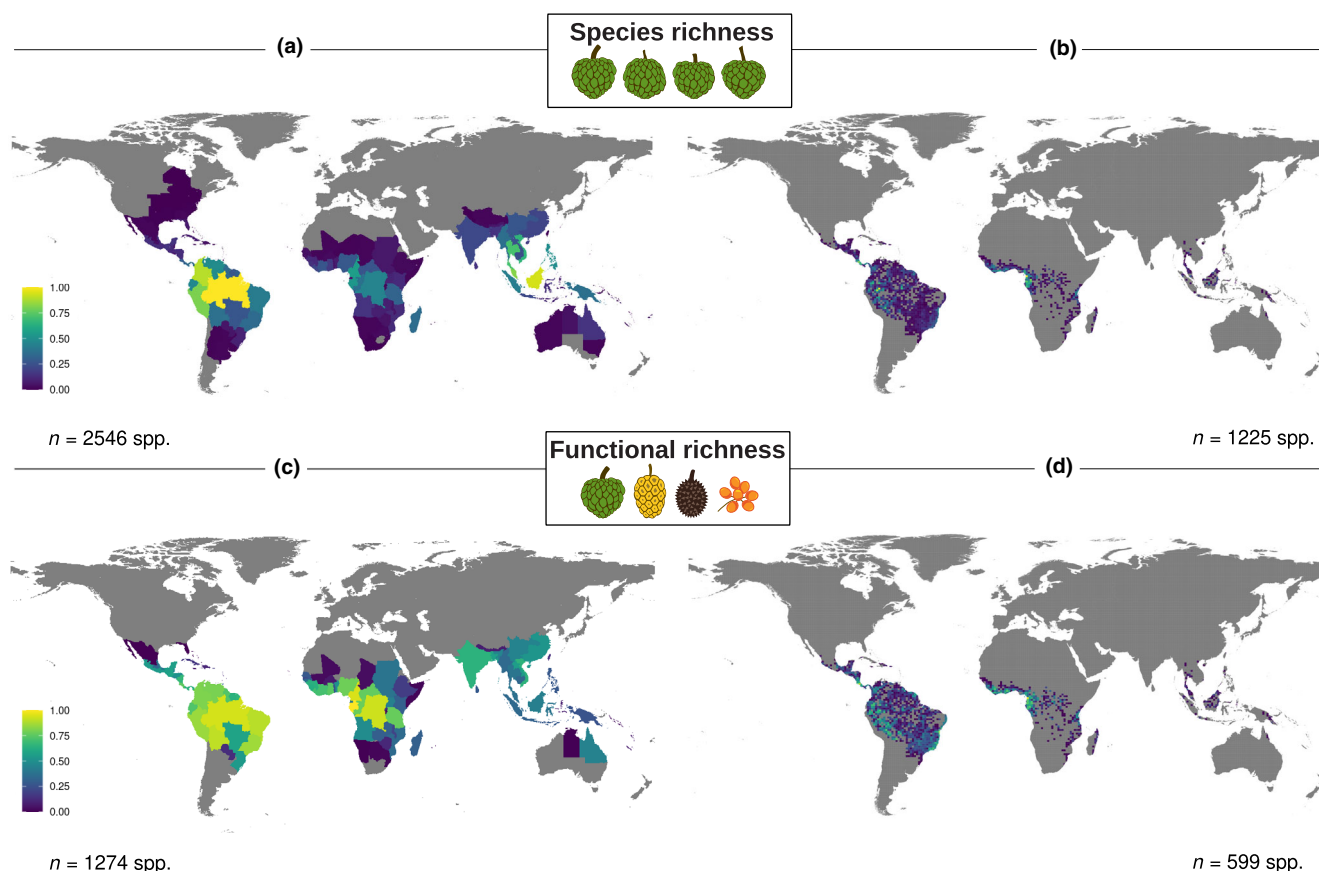 Species richness
(a)
(b)
1.00
0.75
0.50
0.25
0.00
n = 2546 spp.
n = 1225 spp.
Functional richness
(c)
(d)
1.00
0.75
0.50
0.25
0.00
n = 1274 spp.
n = 599 spp.